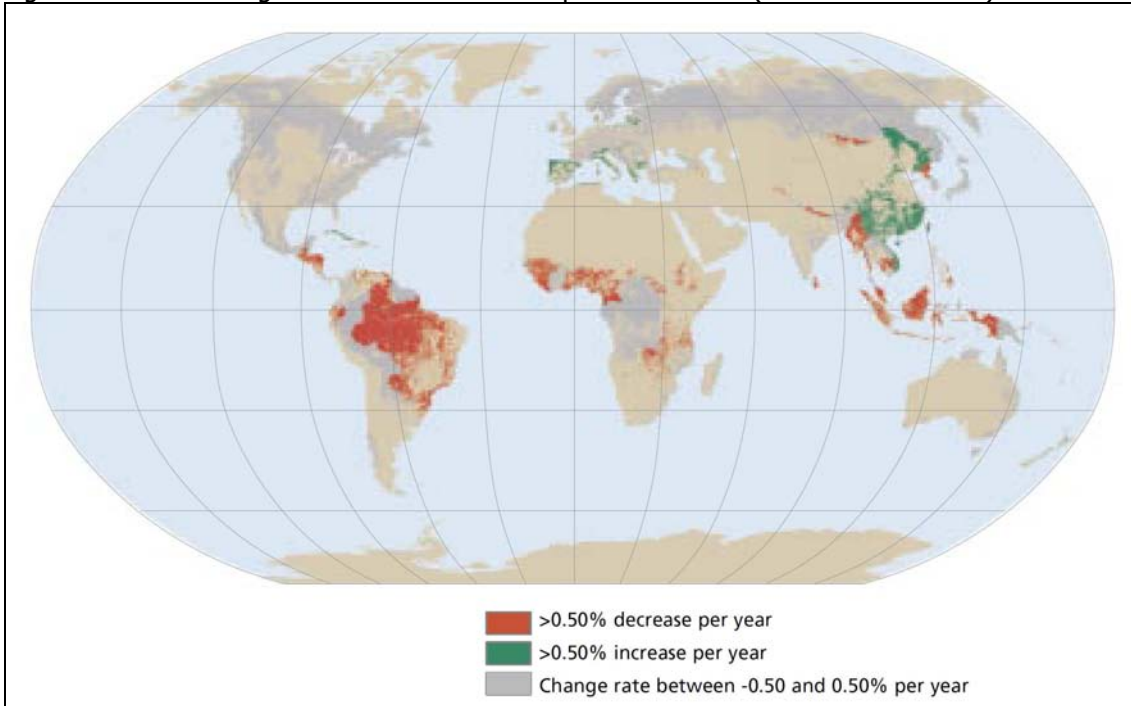 >0.50% decrease per year
>0.50% increase per year
Change rate between -0.50 and 0.50% per year